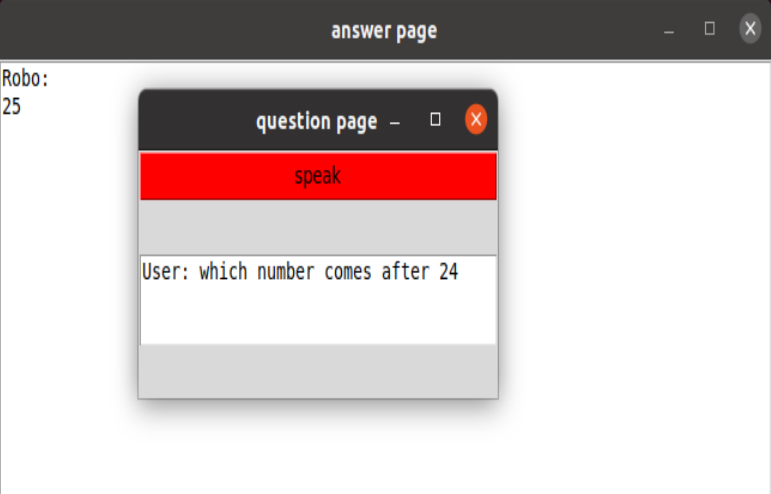 answer page
Robo:
25
question page
speak
User: which number comes after 24